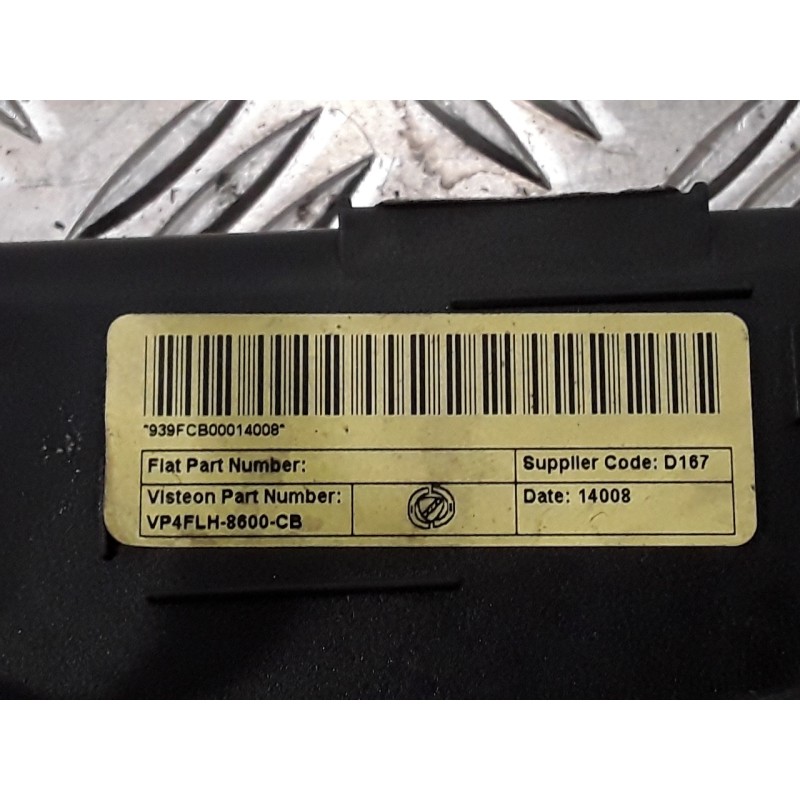 *939FCB00014008*
Fiat Part Number:
Supplier Code: D167
Visteon Part Number:
VP4FLH-8600-CB
Date: 14008